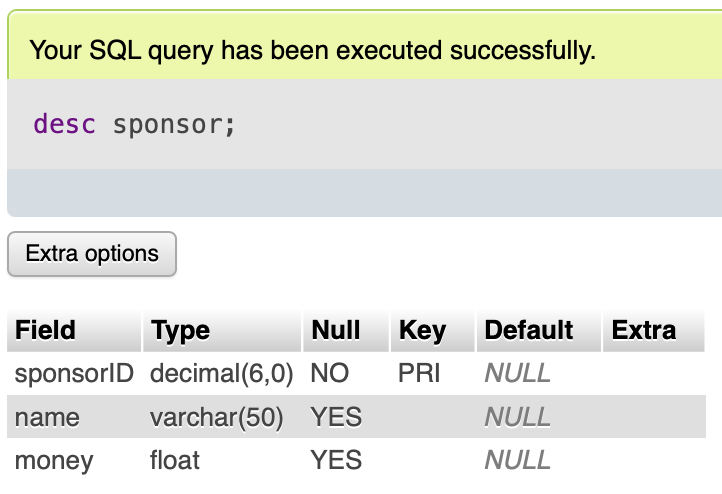 Your SQL query has been executed successfully.
desc sponsor;
Extra options
Field Type Null Key Default Extra
sponsorID decimal(6,0) NO PRI NULL
name varchar(50) YES NULL
money float YES NULL